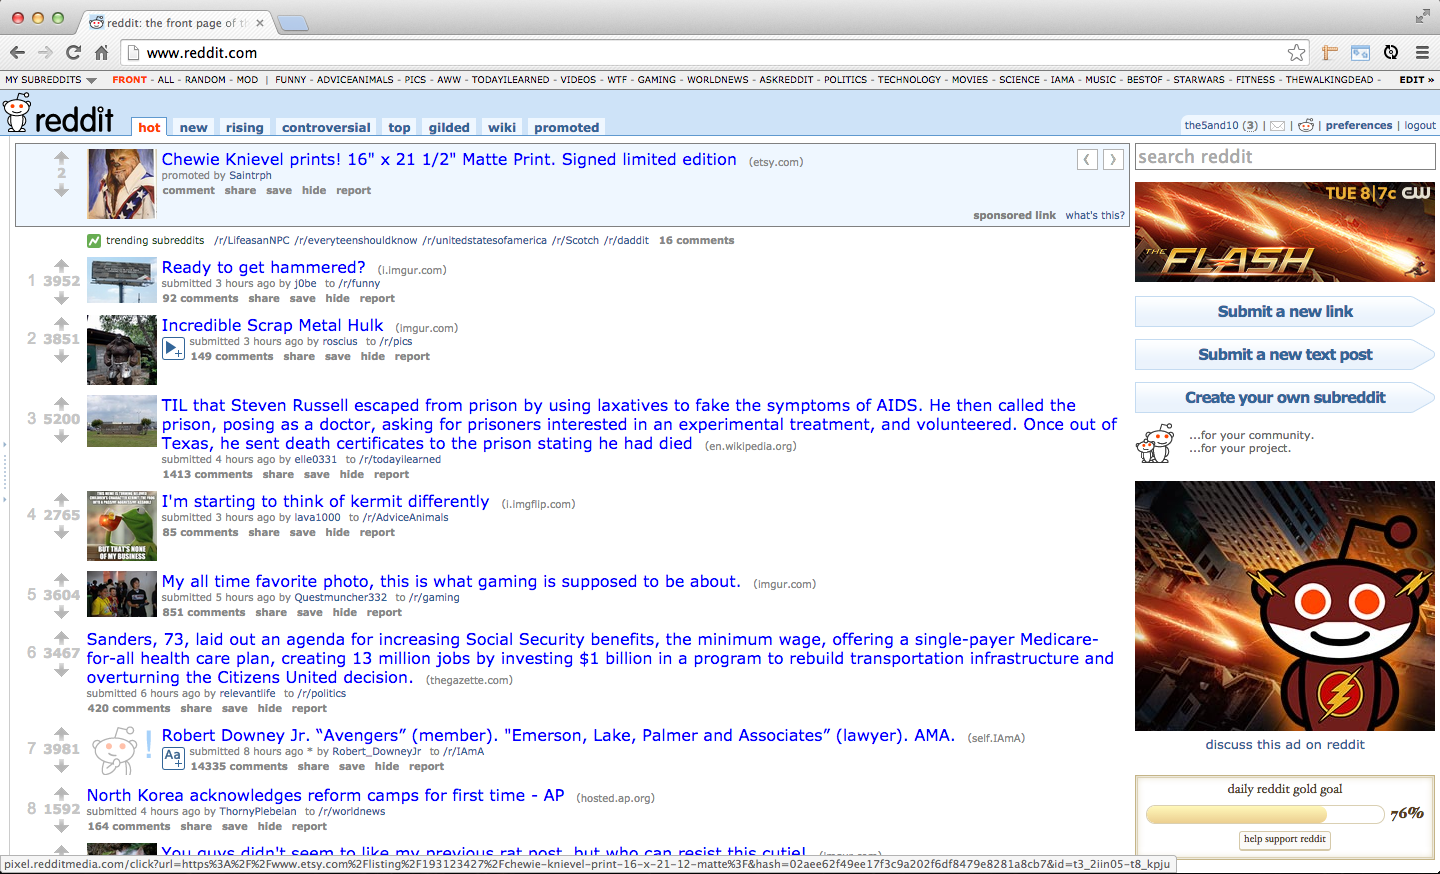 reddit: the front page of th
www.reddit.com
MY SUBREDDITS FRONT - ALL - RANDOM - MOD | FUNNY - ADVICEANIMALS - PICS - AWW - TODAYILEARNED - VIDEOS - WTF - GAMING - WORLDNEWS - ASKREDDIT - POLITICS - TECHNOLOGY - MOVIES - SCIENCE - IAMA - MUSIC - BESTOF - STARWARS - FITNESS - THEWALKINGDEAD - EDIT »
reddit hot new rising controversial top gilded wiki promoted
the5and10 (3) | | | preferences | logout
2
Chewie Knievel prints! 16" x 21 1/2" Matte Print. Signed limited edition (etsy.com)
promoted by Saintrph
comment share save hide report
sponsored link what's this?
trending subreddits /r/LifeasanNPC /r/everyteenshouldknow /r/unitedstatesofamerica /r/Scotch /r/daddit 16 comments
1 3952
Ready to get hammered? (i.imgur.com)
submitted 3 hours ago by j0be to /r/funny
92 comments share save hide report
2 3851
Incredible Scrap Metal Hulk (imgur.com)
submitted 3 hours ago by roscius to /r/pics
149 comments share save hide report
3 5200
TIL that Steven Russell escaped from prison by using laxatives to fake the symptoms of AIDS. He then called the
prison, posing as a doctor, asking for prisoners interested in an experimental treatment, and volunteered. Once out of
Texas, he sent death certificates to the prison stating he had died (en.wikipedia.org)
submitted 4 hours ago by elle0331 to /r/todayilearned
1413 comments share save hide report
4 2765
BUT THAT'S NONE
OF MY BUSINESS
I'm starting to think of kermit differently (i.imgflip.com)
submitted 3 hours ago by lava1000 to /r/AdviceAnimals
85 comments share save hide report
5 3604
My all time favorite photo, this is what gaming is supposed to be about. (imgur.com)
submitted 5 hours ago by Questmuncher332 to /r/gaming
851 comments share save hide report
6 3467
Sanders, 73, laid out an agenda for increasing Social Security benefits, the minimum wage, offering a single-payer Medicare-
for-all health care plan, creating 13 million jobs by investing $1 billion in a program to rebuild transportation infrastructure and
overturning the Citizens United decision. (thegazette.com)
submitted 6 hours ago by relevantlife to /r/politics
420 comments share save hide report
7 3981
Robert Downey Jr. “Avengers” (member). "Emerson, Lake, Palmer and Associates” (lawyer). AMA. (self.IAmA)
Aa+ submitted 8 hours ago * by Robert_DowneyJr to /r/IAmA
14335 comments share save hide report
8 1592
North Korea acknowledges reform camps for first time - AP (hosted.ap.org)
submitted 4 hours ago by ThornyPlebeian to /r/worldnews
164 comments share save hide report
You guys didn't seem to like my previous rat post, but who can resist this cutie! (imgur.com)
pixel.redditmedia.com/click?url=https%3A%2F%2Fwww.etsy.com%2Flisting%2F193123427%2Fchewie-knievel-print-16-x-21-12-matte%3F&hash=02aee62f49ee17f3c9a202f6df8479e8281a8cb7&id=t3_2iin05-t8_kpju
search reddit
TUE 8|7c CW
THE FLASH
Submit a new link
Submit a new text post
Create your own subreddit
...for your community.
...for your project.
discuss this ad on reddit
daily reddit gold goal
76%
help support reddit